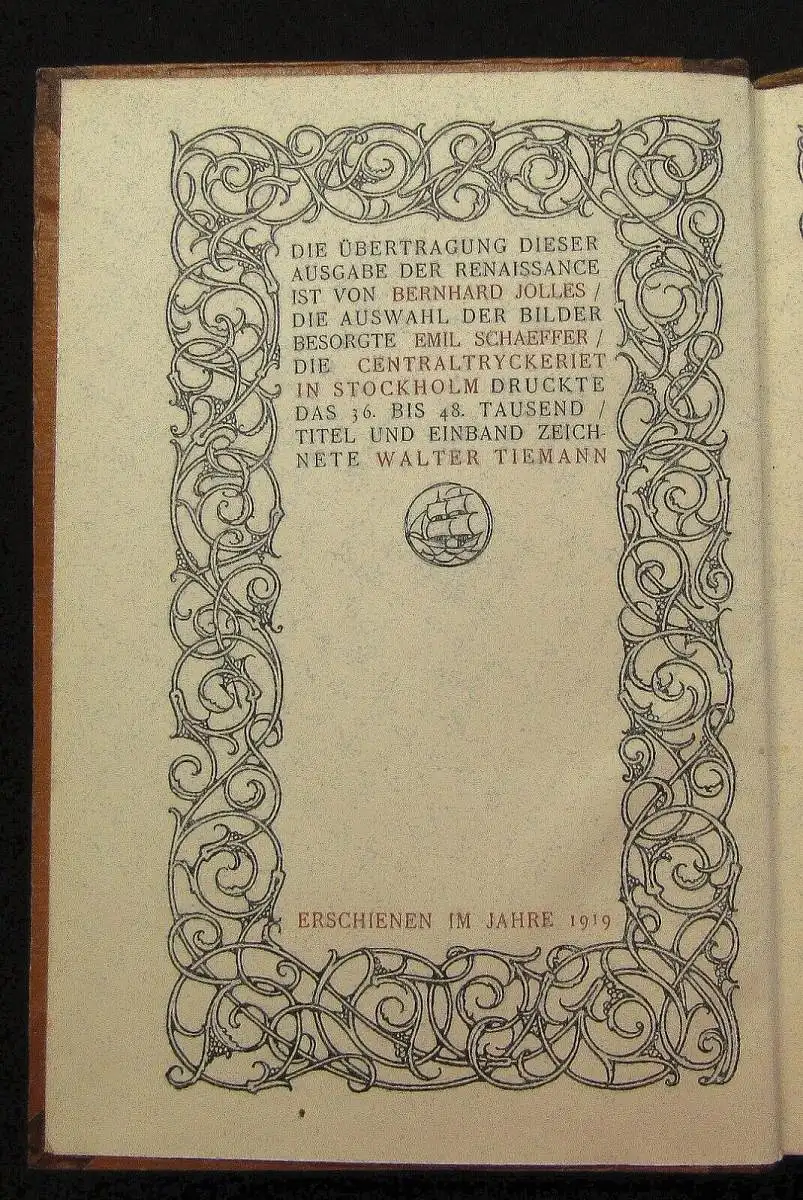 DIE ÜBERTRAGUNG DIESER
AUSGABE DER RENAISSANCE
IST VON BERNHARD JOLLES /
DIE AUSWAHL DER BILDER
BESORGTE EMIL SCHAEFFER /
DIE CENTRALTRYCKERIET
IN STOCKHOLM DRUCKTE
DAS 36. BIS 48. TAUSEND /
TITEL UND EINBAND ZEICH-
NETE WALTER TIEMANN
ERSCHIENEN IM JAHRE 1919